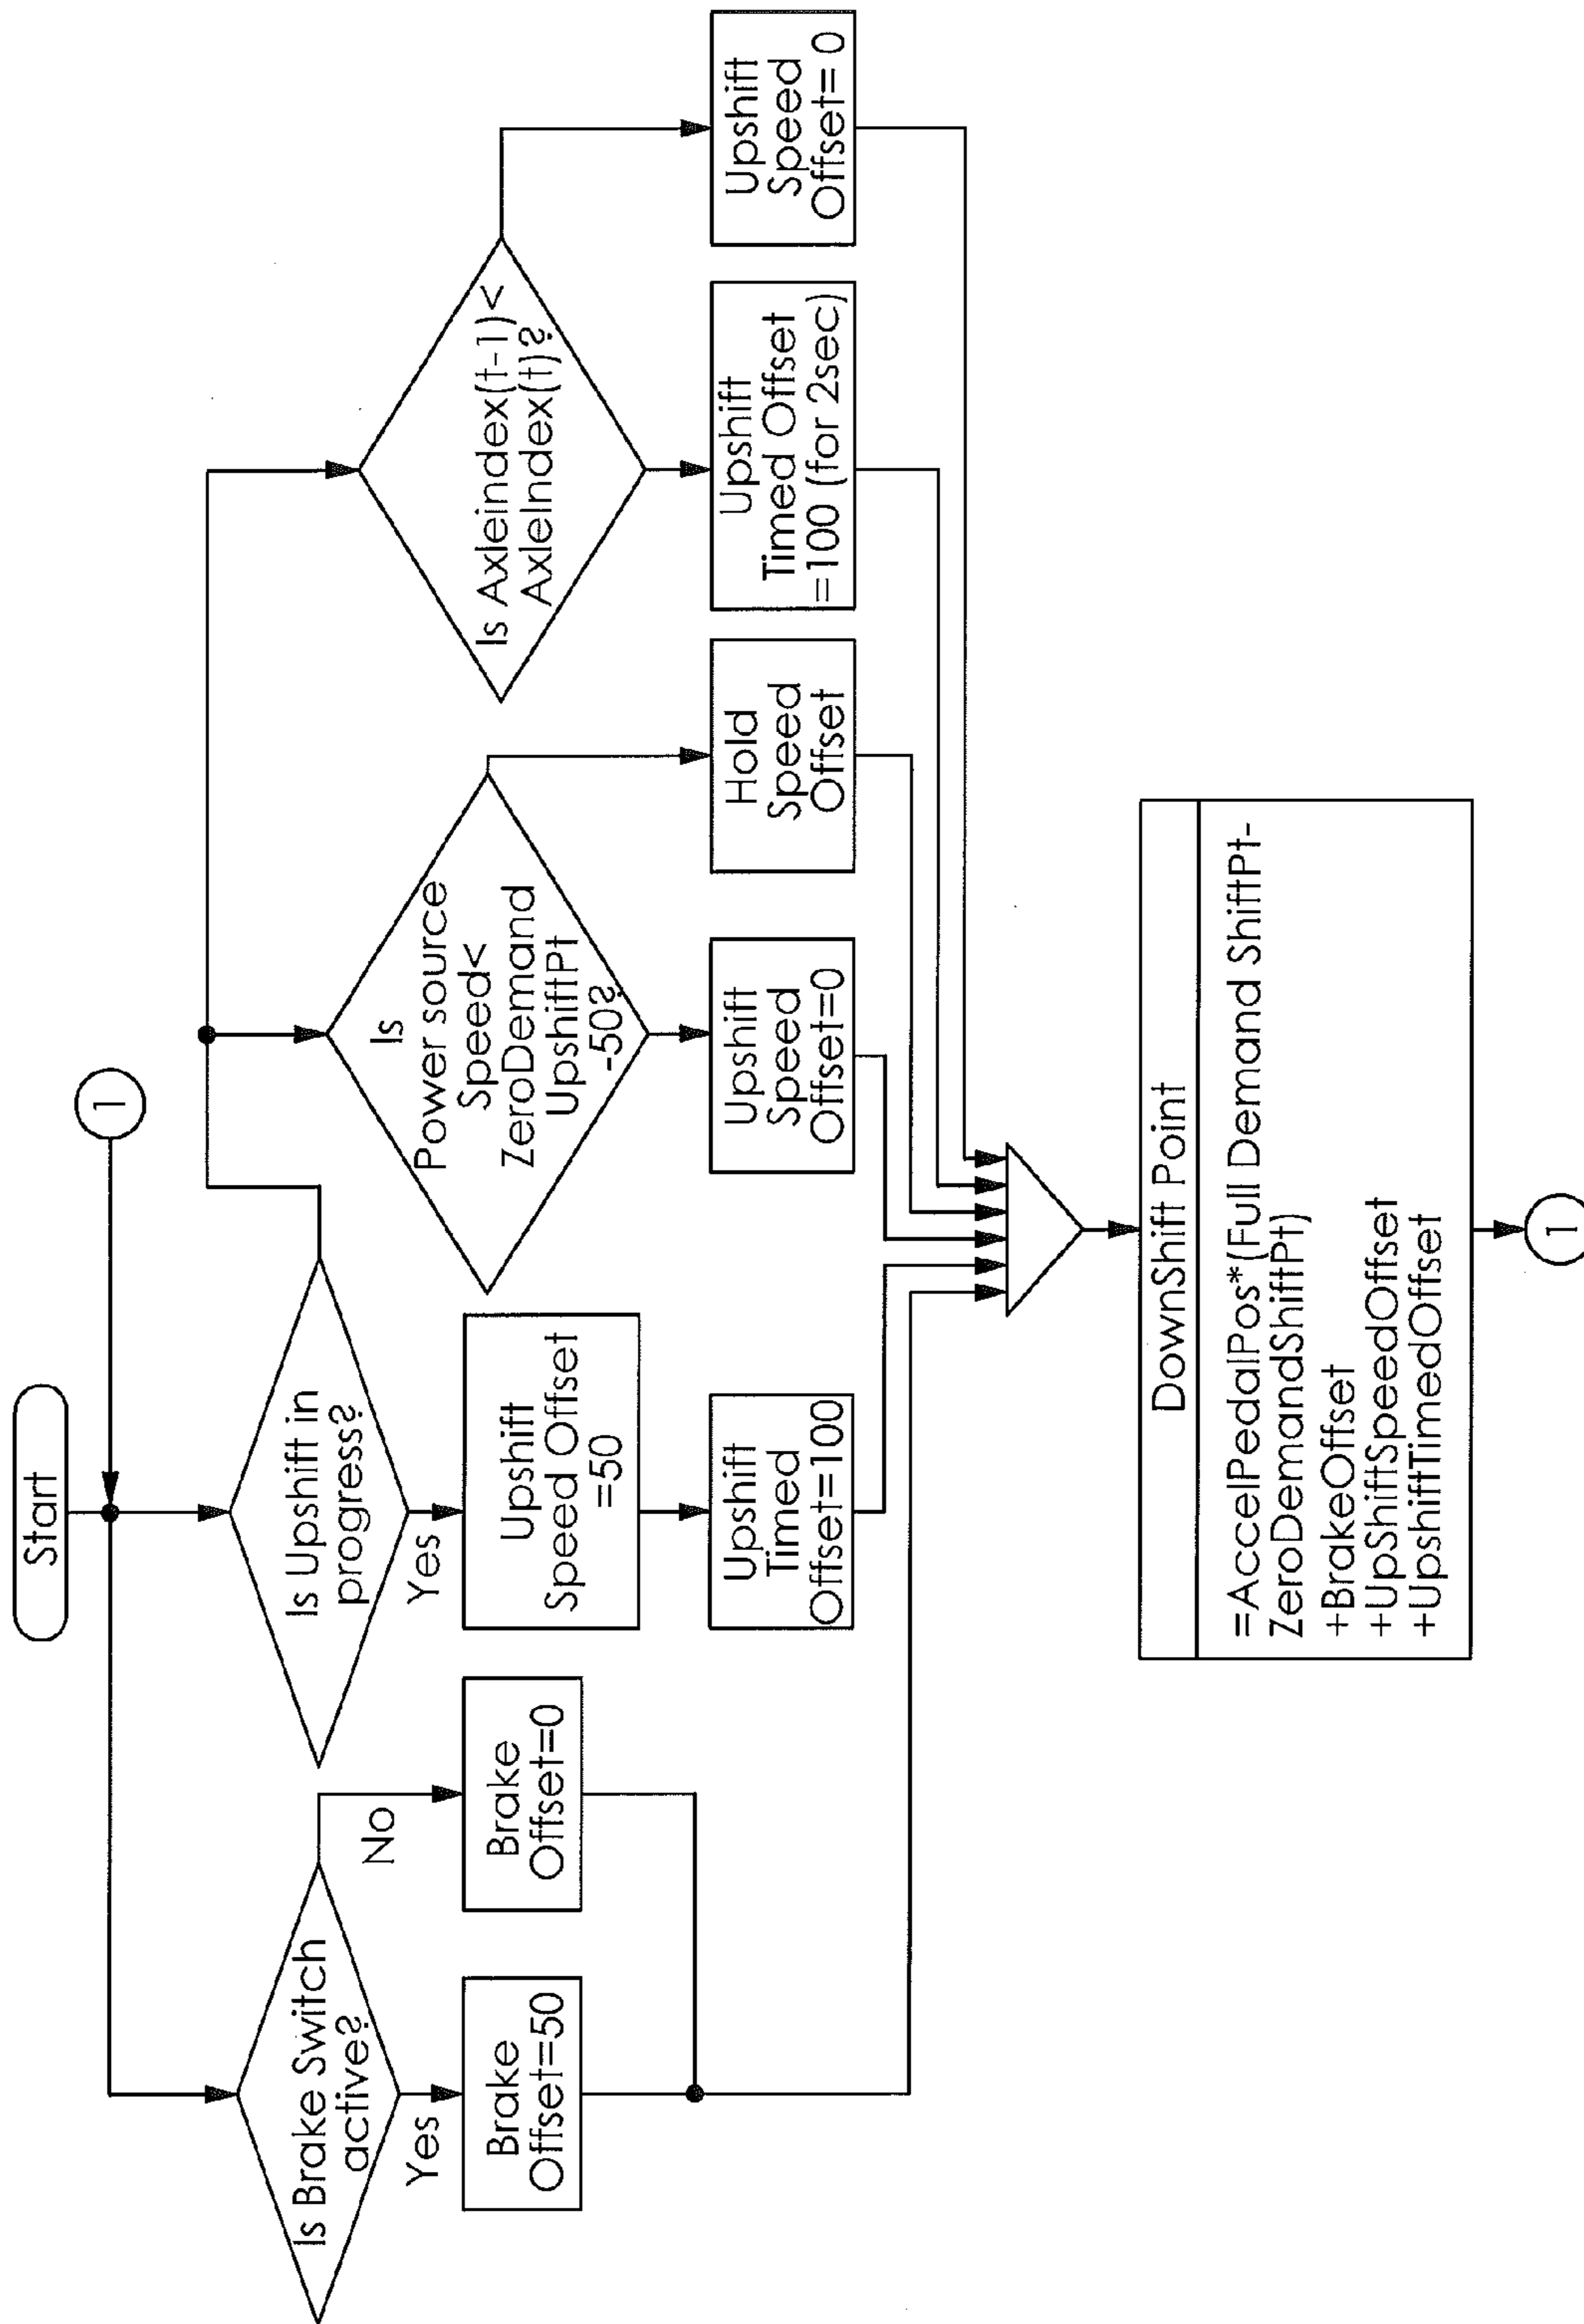 Start
1
Is Brake Switch
active?
Yes
No
Brake
Offset=50
Brake
Offset=0
Is Upshift in
progress?
Yes
Upshift
Speed Offset
=50
Upshift
Timed
Offset=100
Is
Power source
Speed<
ZeroDemand
UpshiftPt
-50?
Upshift
Speed
Offset=0
Hold
Speed
Offset
Is Axleindex(t-1)<
AxleIndex(t)?
Upshift
Timed Offset
=100 (for 2sec)
Upshift
Speed
Offset= 0
DownShift Point
=AccelPedalPos*(Full Demand ShiftPt-
ZeroDemandShiftPt)
+BrakeOffset
+UpShiftSpeedOffset
+UpshiftTimedOffset
1